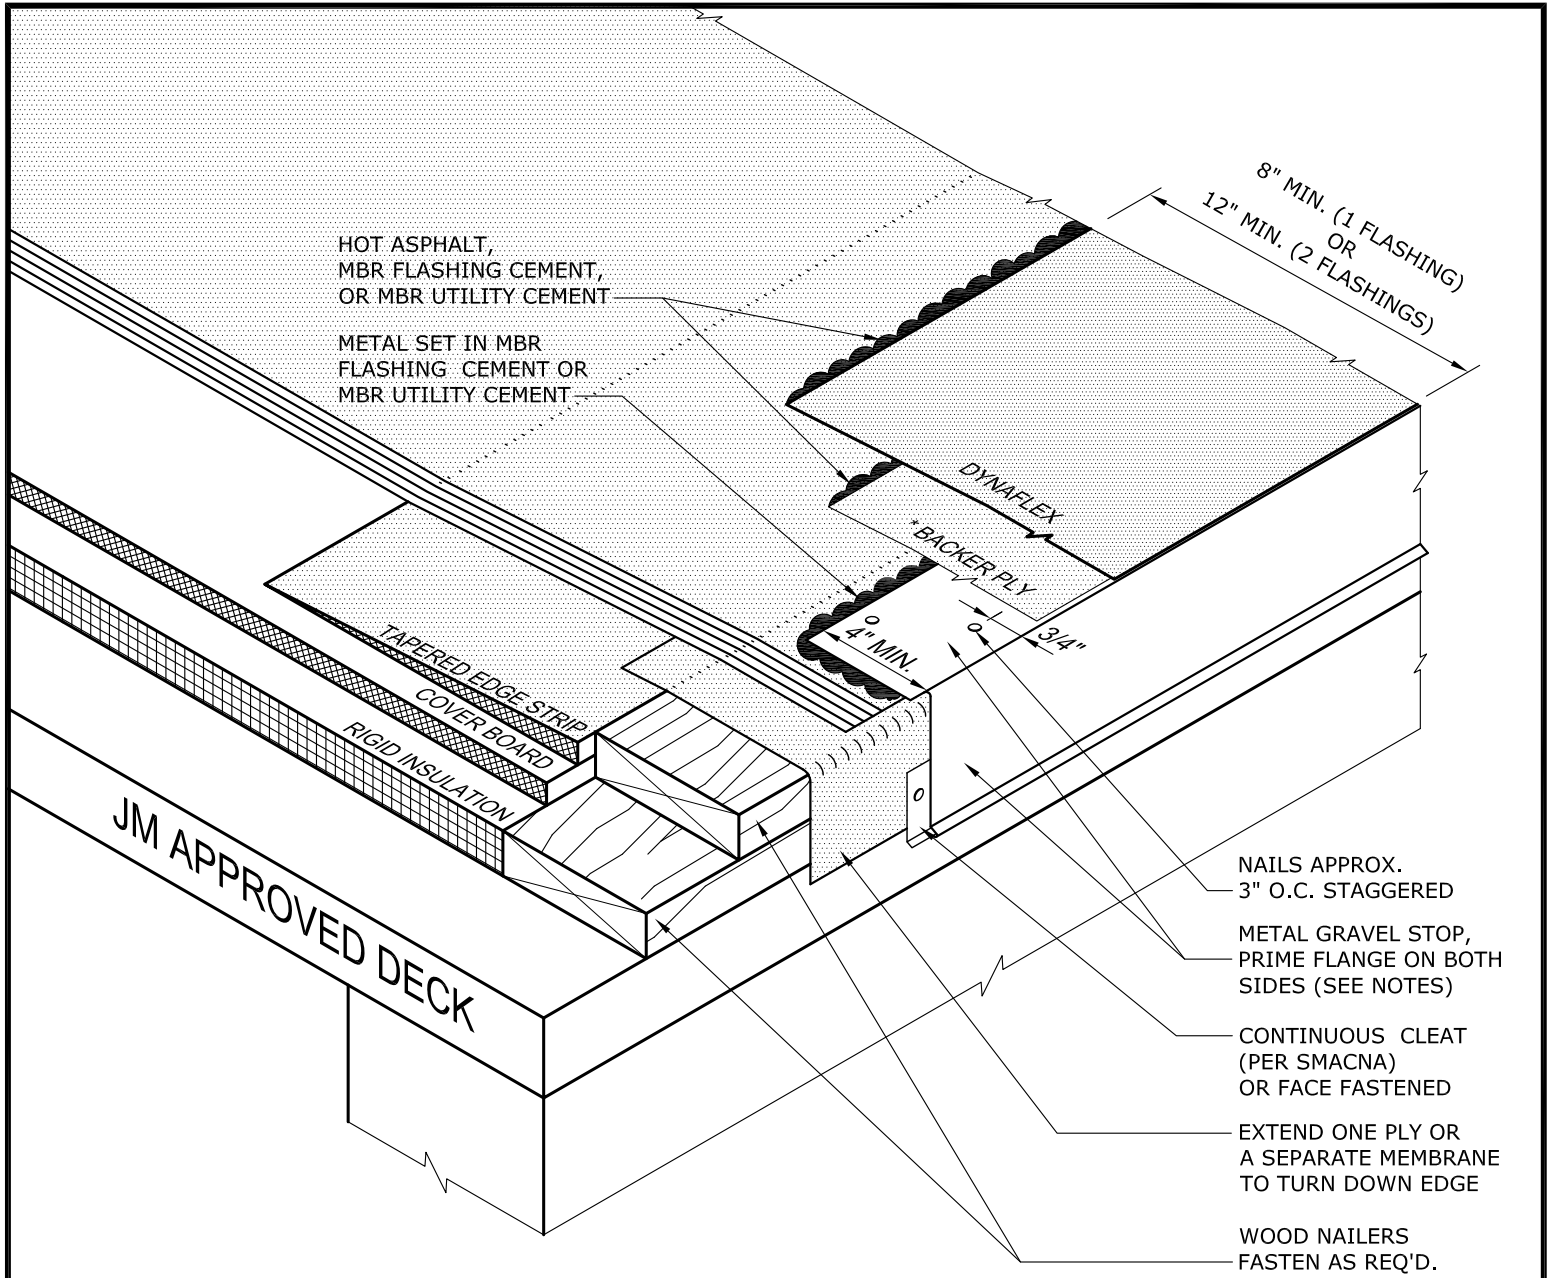 8" MIN. (1 FLASHING)
OR
12" MIN. (2 FLASHINGS)
HOT ASPHALT,
MBR FLASHING CEMENT,
OR MBR UTILITY CEMENT
METAL SET IN MBR
FLASHING CEMENT OR
MBR UTILITY CEMENT
DYNAFLEX
*BACKER PLY
3/4"
4" MIN.
TAPERED EDGE STRIP
COVER BOARD
RIGID INSULATION
JM APPROVED DECK
NAILS APPROX.
3" O.C. STAGGERED
METAL GRAVEL STOP,
PRIME FLANGE ON BOTH
SIDES (SEE NOTES)
CONTINUOUS CLEAT
(PER SMACNA)
OR FACE FASTENED
EXTEND ONE PLY OR
A SEPARATE MEMBRANE
TO TURN DOWN EDGE
WOOD NAILERS
FASTEN AS REQ'D.